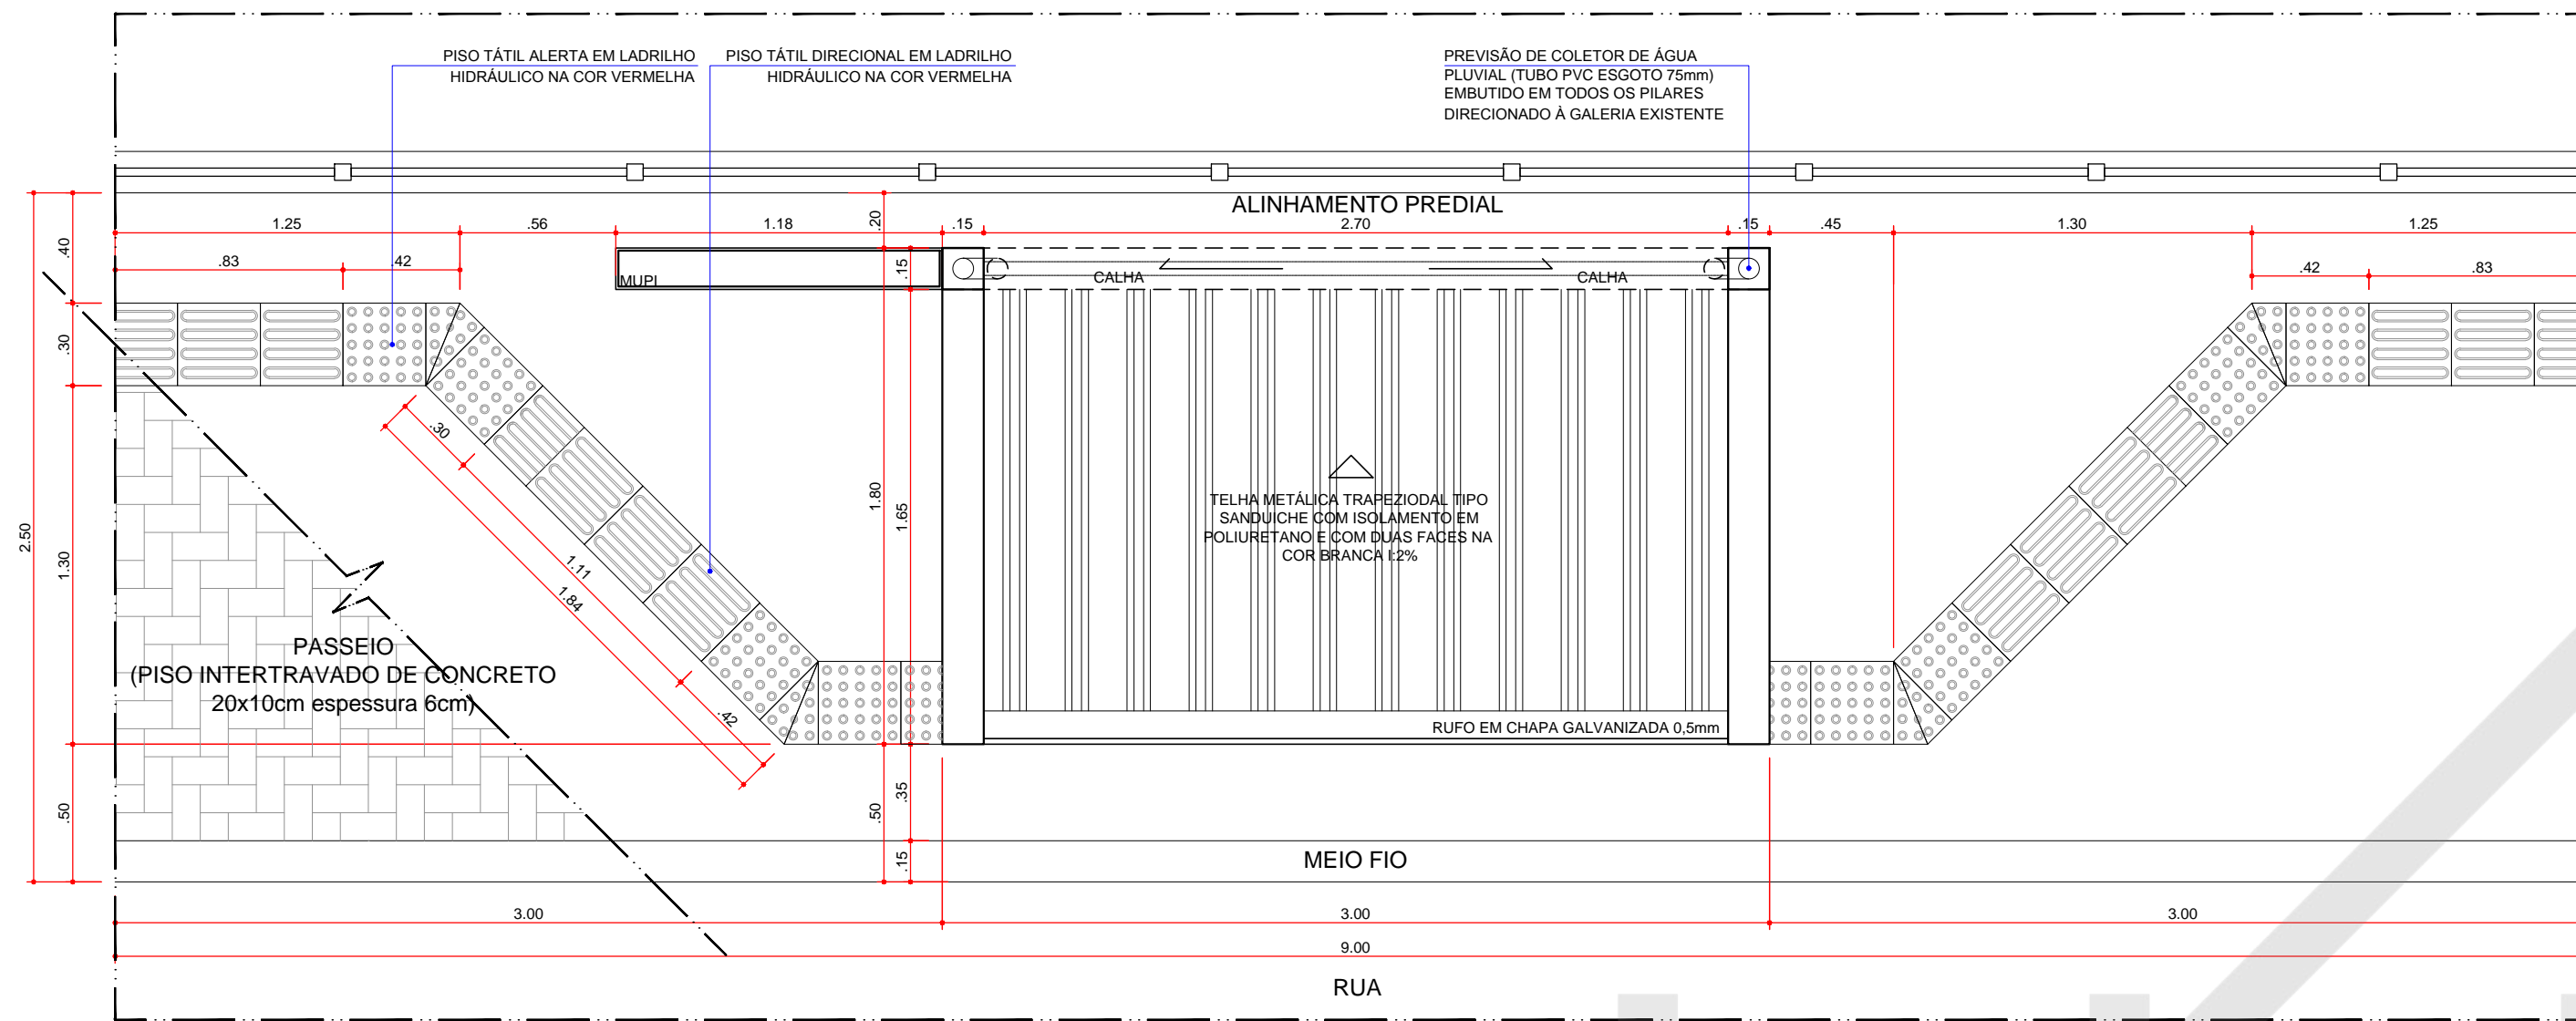 PISO TÁTIL ALERTA EM LADRILHO
HIDRÁULICO NA COR VERMELHA
PISO TÁTIL DIRECIONAL EM LADRILHO
HIDRÁULICO NA COR VERMELHA
PREVISÃO DE COLETOR DE ÁGUA
PLUVIAL (TUBO PVC ESGOTO 75mm)
EMBUTIDO EM TODOS OS PILARES
DIRECIONADO À GALERIA EXISTENTE
ALINHAMENTO PREDIAL
1.25
.56
1.18
.20
.15
2.70
.15
.45
1.30
1.25
.40
.83
.42
.15
.42
.83
MUPI
CALHA
CALHA
.30
.30
2.50
1.30
1.80
1.65
1.11
1.84
.42
TELHA METÁLICA TRAPEZIODAL TIPO
SANDUICHE COM ISOLAMENTO EM
POLIURETANO E COM DUAS FACES NA
COR BRANCA I:2%
PASSEIO
(PISO INTERTRAVADO DE CONCRETO
20x10cm espessura 6cm)
RUFO EM CHAPA GALVANIZADA 0,5mm
.50
.50
.35
.15
MEIO FIO
3.00
3.00
3.00
9.00
RUA